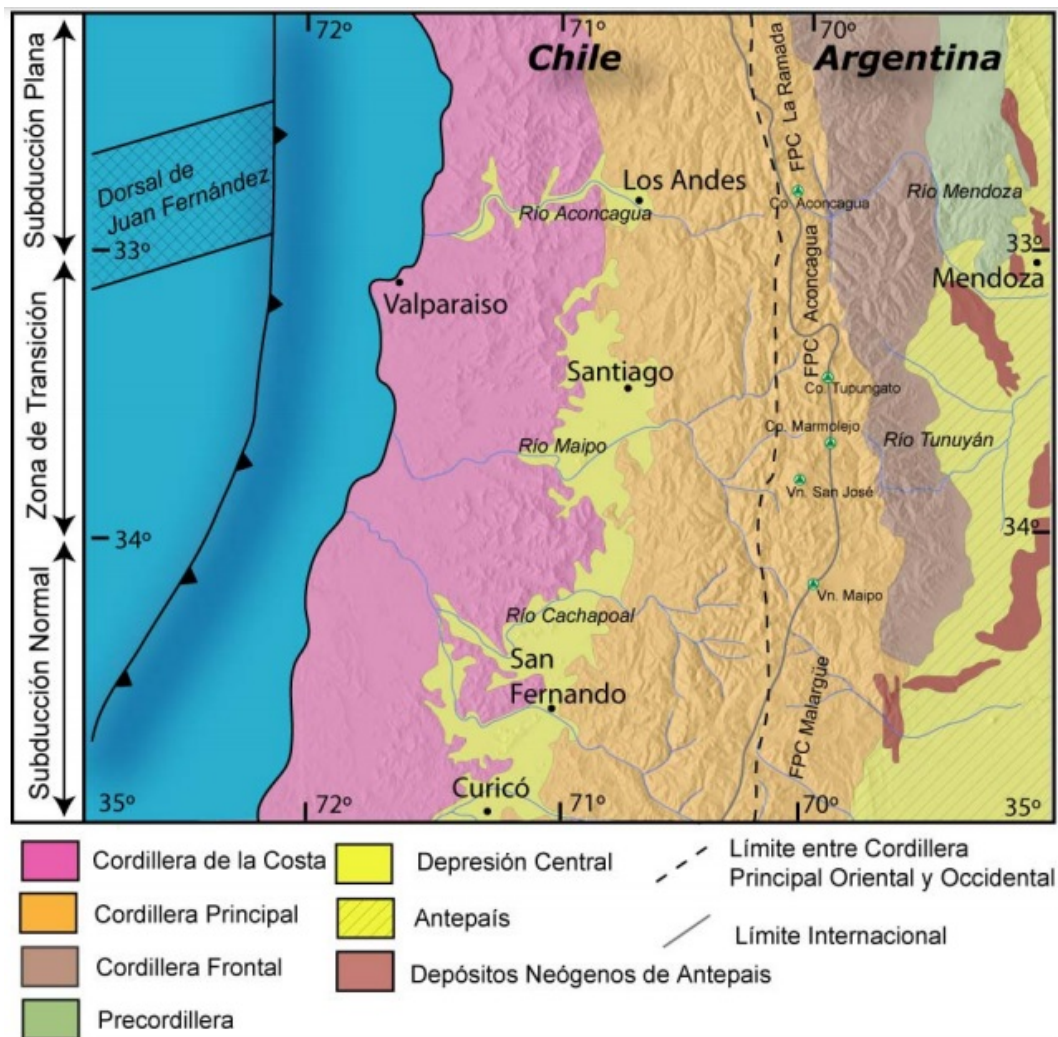 72º
71º
70º
Chile
Argentina
Subducción Plana
Zona de Transición
Subducción Normal
Dorsal de
Juan Fernández
33º
33º
34º
34º
35º
35º
FPC La Ramada
Los Andes
Río Aconcagua
Co. Aconcagua
Río Mendoza
Mendoza
Valparaiso
FPC Aconcagua
Santiago
Co. Tupungato
Co. Marmolejo
Río Maipo
Río Tunuyán
Vn. San José
Vn. Maipo
Río Cachapoal
San
Fernando
FPC Malargüe
Curicó
72º
71º
70º
Cordillera de la Costa
Cordillera Principal
Cordillera Frontal
Precordillera
Depresión Central
Antepaís
Depósitos Neógenos de Antepais
Límite entre Cordillera
Principal Oriental y Occidental
Límite Internacional